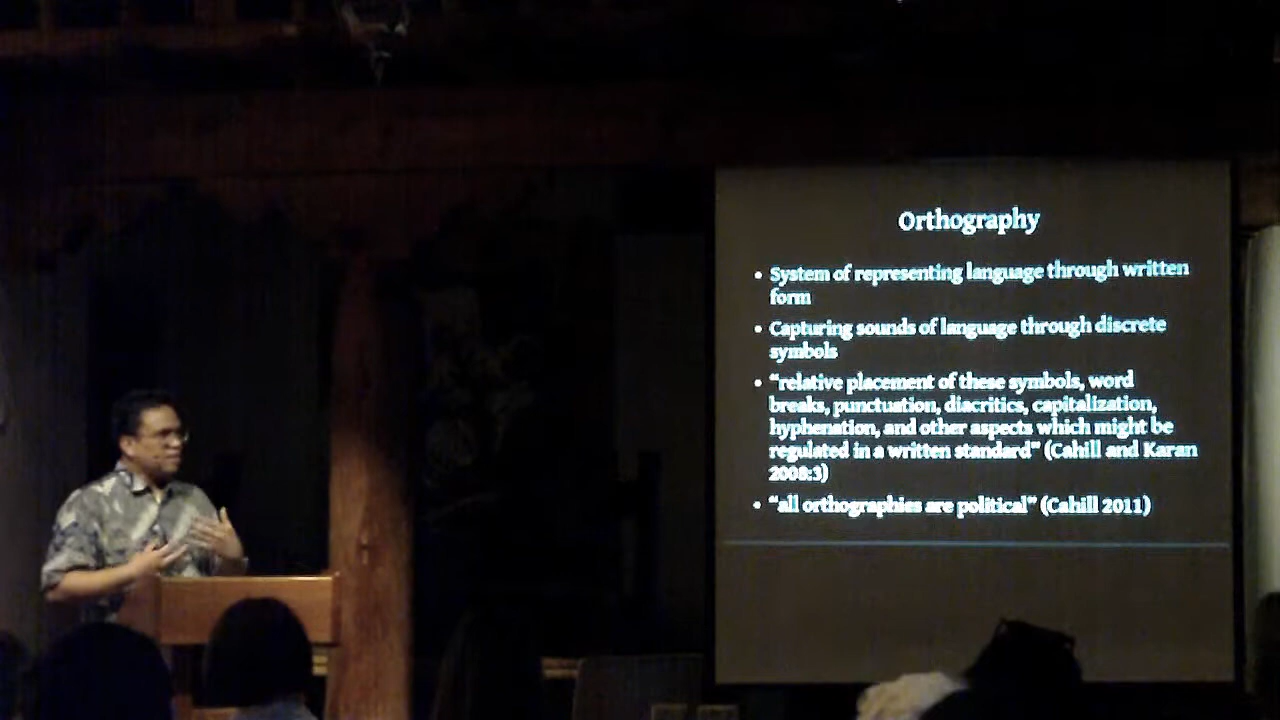 Orthography
• System of representing language through written
form
• Capturing sounds of language through discrete
symbols
• “relative placement of these symbols, word
breaks, punctuation, diacritics, capitalization,
hyphenation, and other aspects which might be
regulated in a written standard” (Cahill and Karan
2008:3)
• “all orthographies are political” (Cahill 2011)